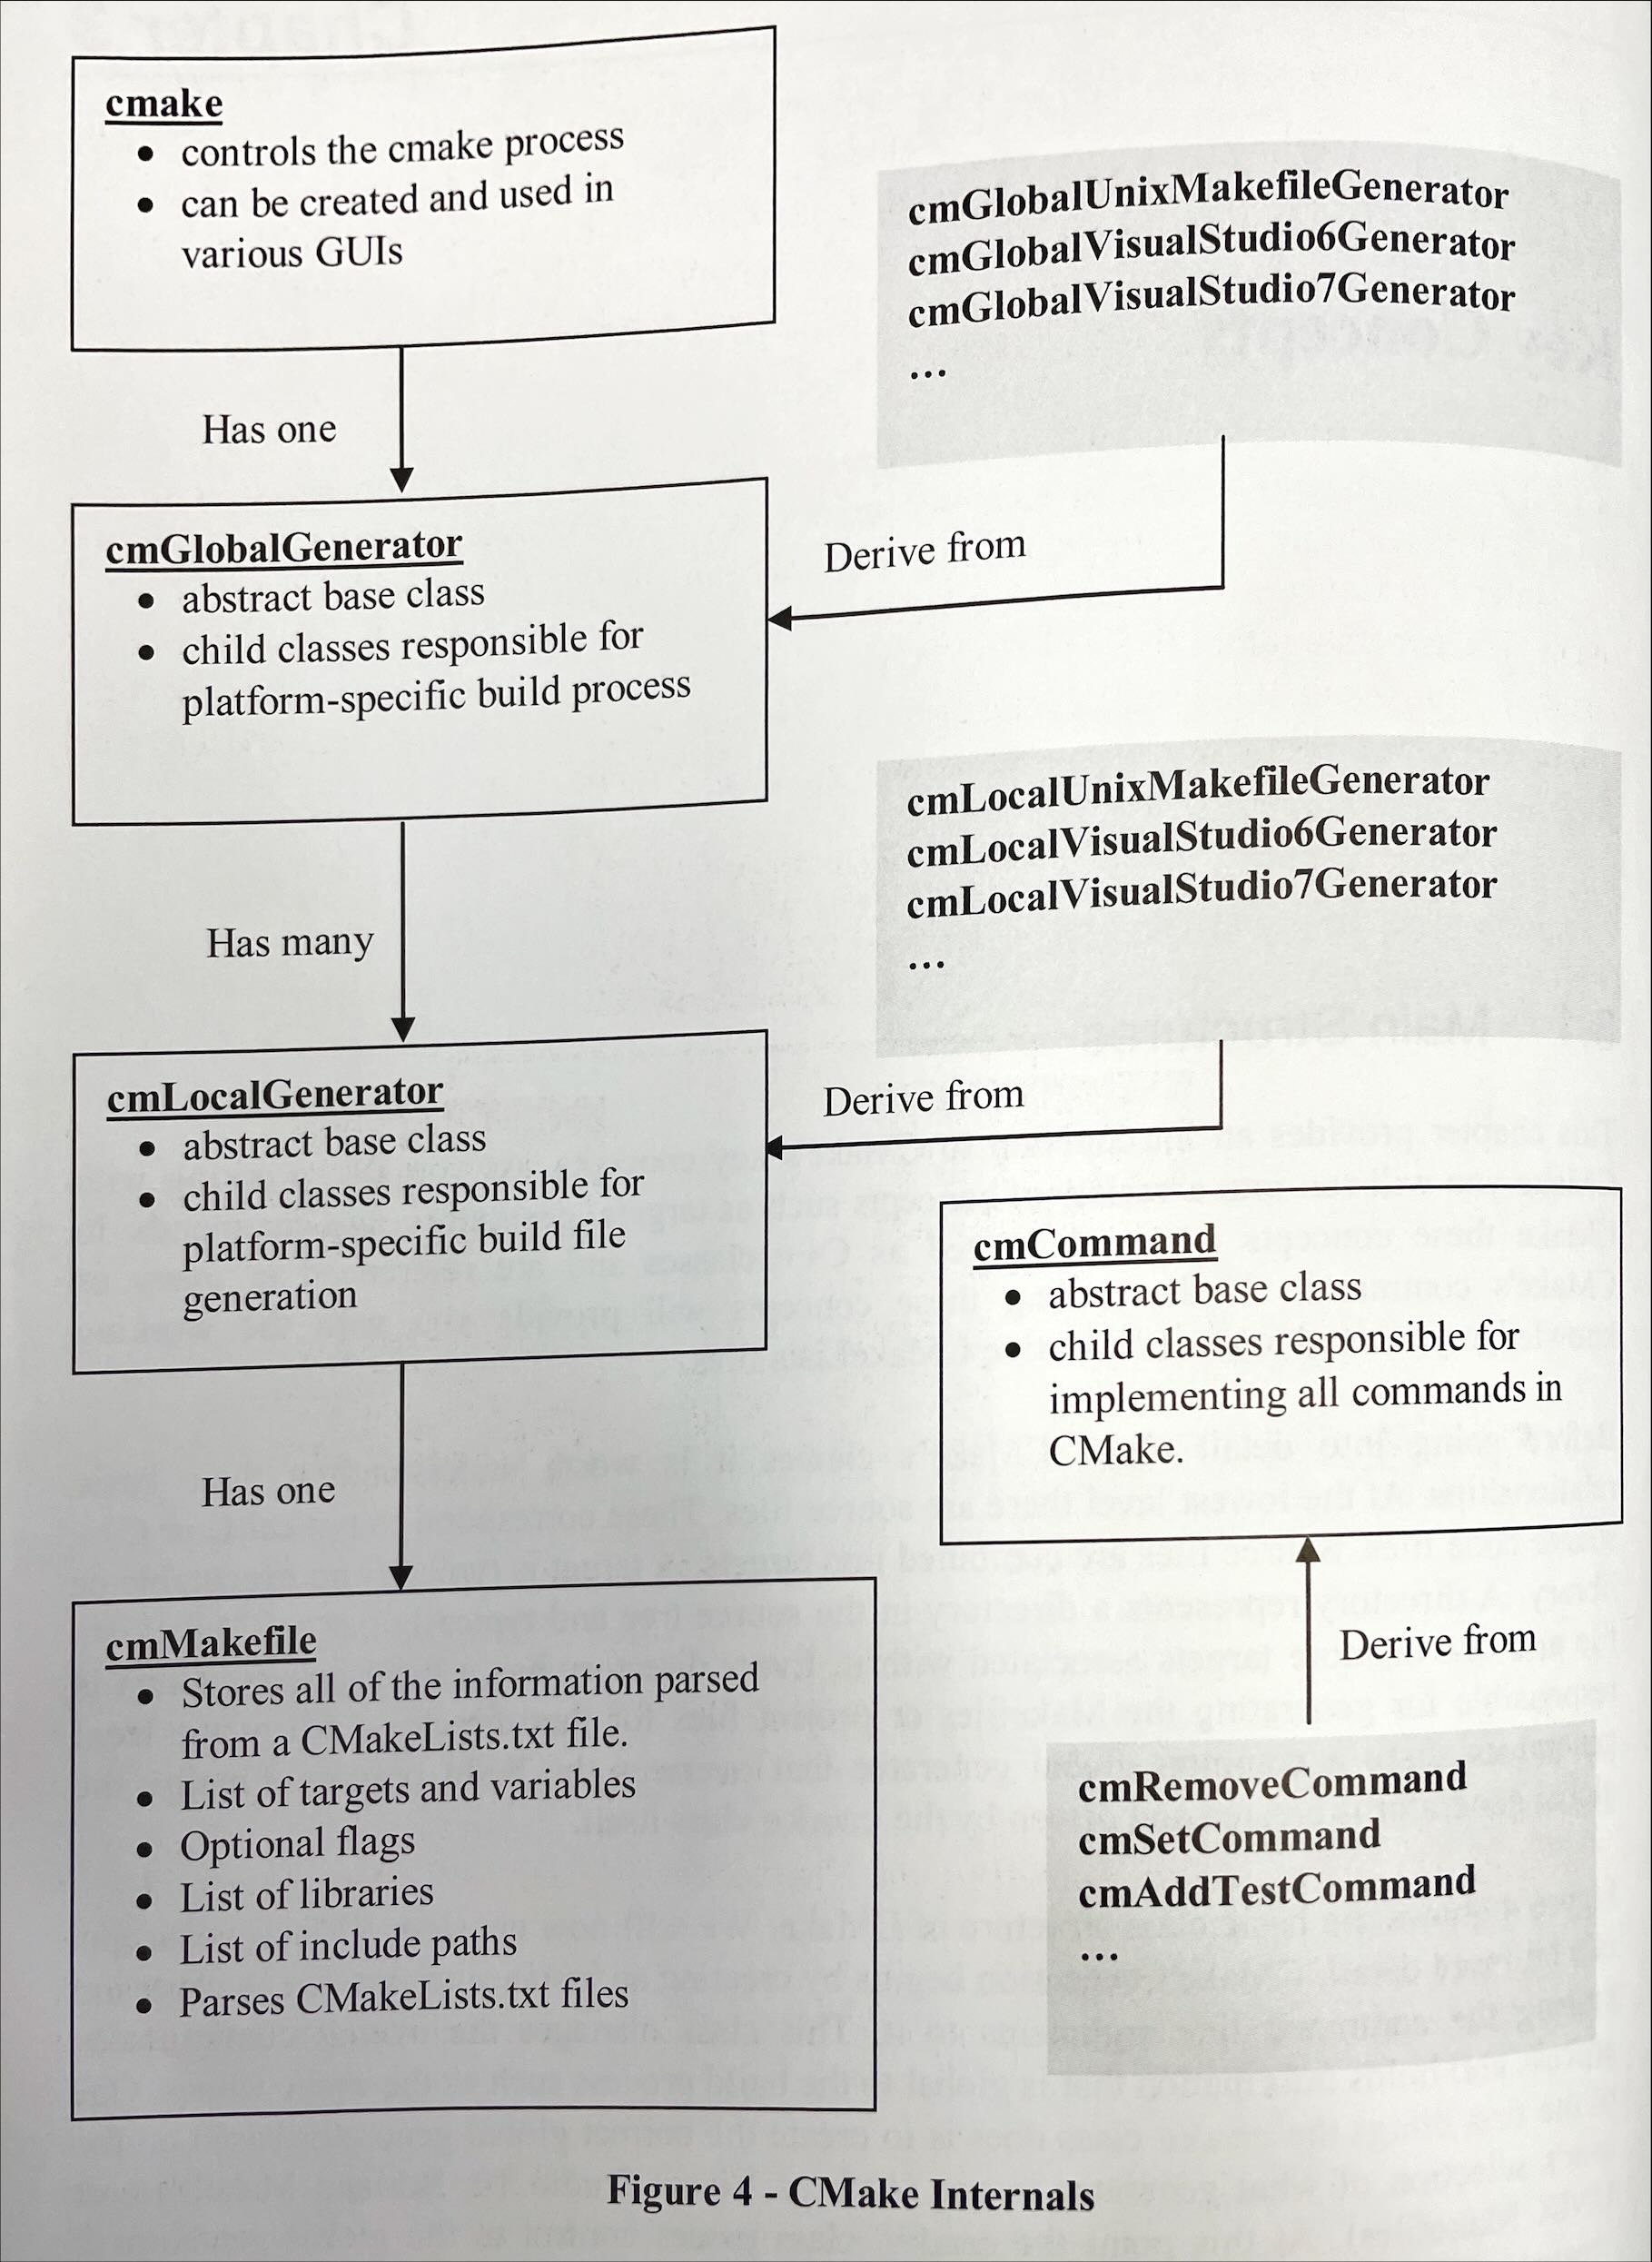 cmake
• controls the cmake process
• can be created and used in
various GUIs
cmGlobalUnixMakefileGenerator
cmGlobalVisualStudio6Generator
cmGlobalVisualStudio7Generator
...
Has one
cmGlobalGenerator
• abstract base class
• child classes responsible for
platform-specific build process
Derive from
cmLocalUnixMakefileGenerator
cmLocalVisualStudio6Generator
cmLocalVisualStudio7Generator
...
Has many
cmLocalGenerator
• abstract base class
• child classes responsible for
platform-specific build file
generation
Derive from
cmCommand
• abstract base class
• child classes responsible for
implementing all commands in
CMake.
Has one
Derive from
cmMakefile
• Stores all of the information parsed
from a CMakeLists.txt file.
• List of targets and variables
• Optional flags
• List of libraries
• List of include paths
• Parses CMakeLists.txt files
cmRemoveCommand
cmSetCommand
cmAddTestCommand
...
Figure 4 - CMake Internals